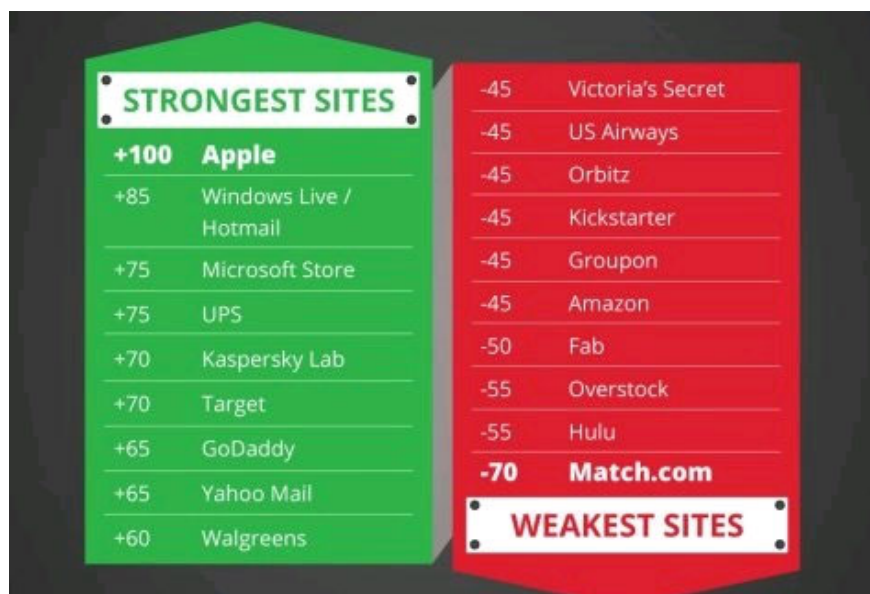 STRONGEST SITES
+100 Apple
+85 Windows Live /
Hotmail
+75 Microsoft Store
+75 UPS
+70 Kaspersky Lab
+70 Target
+65 GoDaddy
+65 Yahoo Mail
+60 Walgreens
-45 Victoria's Secret
-45 US Airways
-45 Orbitz
-45 Kickstarter
-45 Groupon
-45 Amazon
-50 Fab
-55 Overstock
-55 Hulu
-70 Match.com
WEAKEST SITES